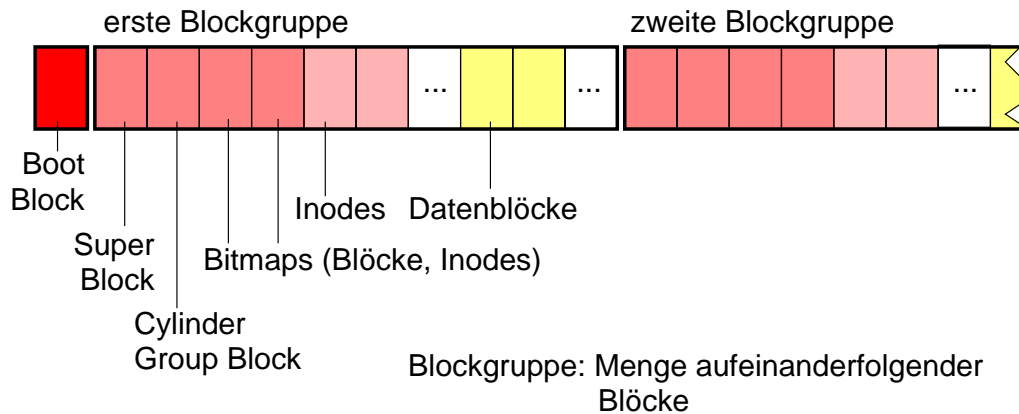 erste Blockgruppe
zweite Blockgruppe
...
...
...
Boot
Block
Inodes
Datenblöcke
Super
Block
Bitmaps (Blöcke, Inodes)
Cylinder
Group Block
Blockgruppe: Menge aufeinanderfolgender
Blöcke